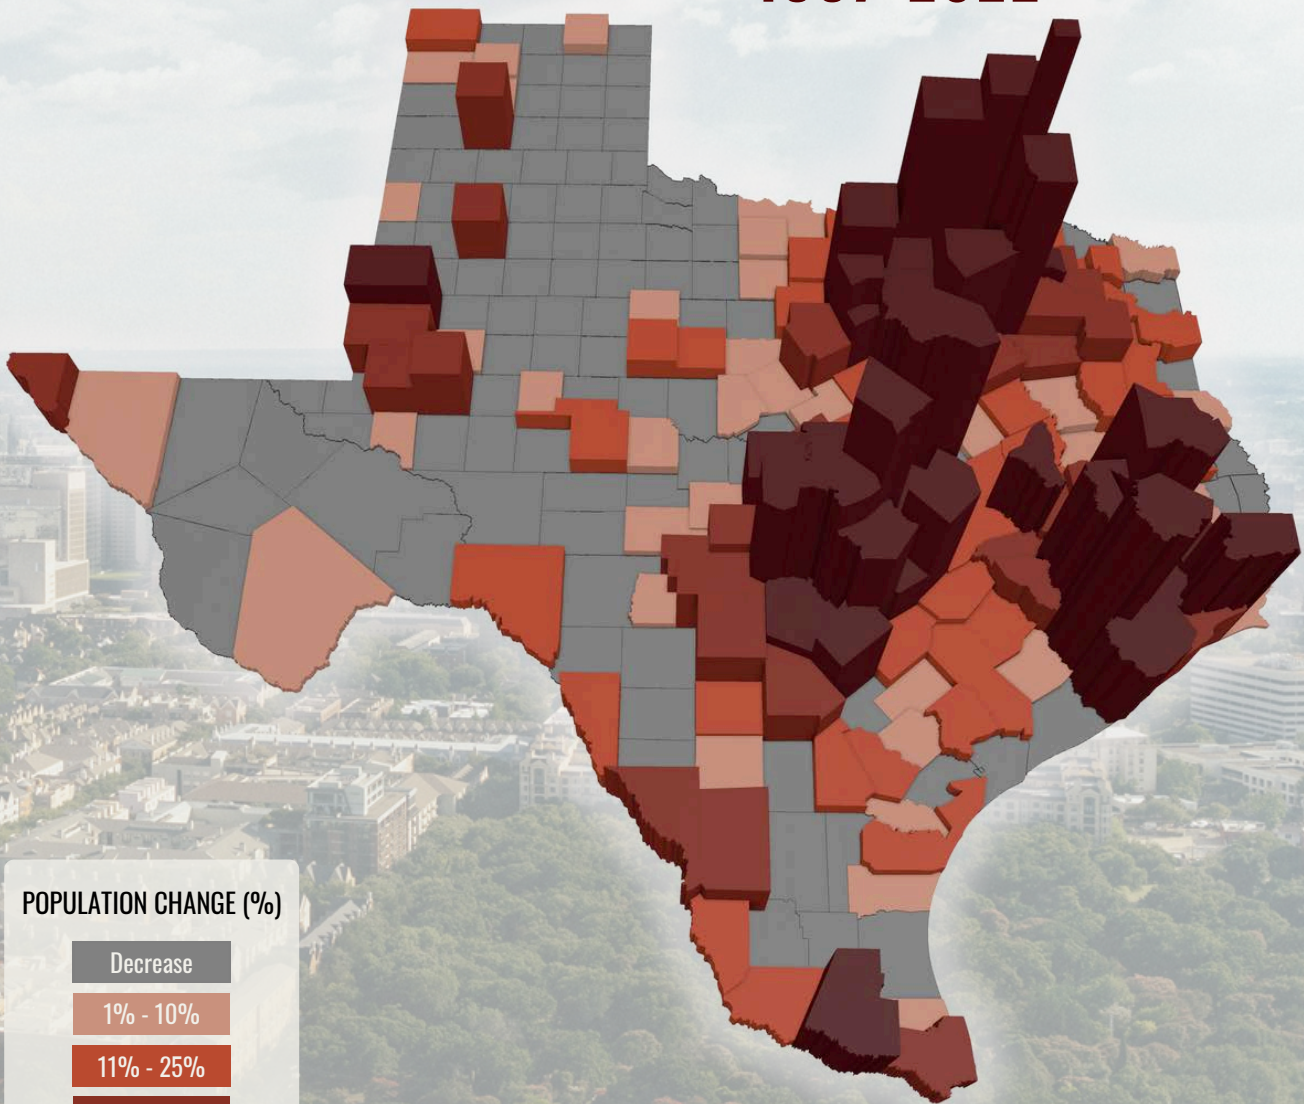 POPULATION CHANGE (%)
Decrease
1% - 10%
11% - 25%